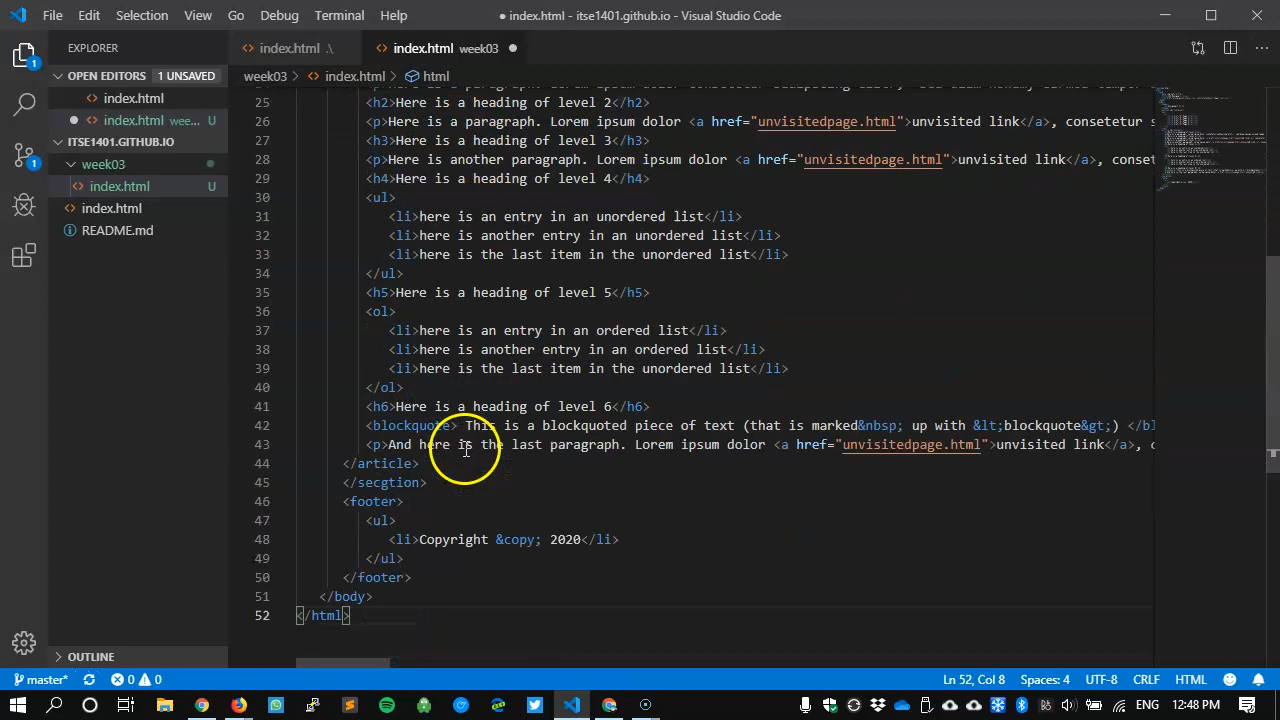 File Edit Selection View Go Debug Terminal Help
● index.html - itse1401.github.io - Visual Studio Code
EXPLORER
index.html .\
index.html week03
OPEN EDITORS 1 UNSAVED
week03 > index.html > html
index.html
index.html wee... U
ITSE1401.GITHUB.IO
week03
index.html U
index.html
README.md
25 <h2>Here is a heading of level 2</h2>
26 <p>Here is a paragraph. Lorem ipsum dolor <a href="unvisitedpage.html">unvisited link</a>, consetetur s
27 <h3>Here is a heading of level 3</h3>
28 <p>Here is another paragraph. Lorem ipsum dolor <a href="unvisitedpage.html">unvisited link</a>, conset
29 <h4>Here is a heading of level 4</h4>
30 <ul>
31 <li>here is an entry in an unordered list</li>
32 <li>here is another entry in an unordered list</li>
33 <li>here is the last item in the unordered list</li>
34 </ul>
35 <h5>Here is a heading of level 5</h5>
36 <ol>
37 <li>here is an entry in an ordered list</li>
38 <li>here is another entry in an ordered list</li>
39 <li>here is the last item in the unordered list</li>
40 </ol>
41 <h6>Here is a heading of level 6</h6>
42 <blockquote> This is a blockquoted piece of text (that is marked&nbsp; up with &lt;blockquote&gt;) </bl
43 <p>And here is the last paragraph. Lorem ipsum dolor <a href="unvisitedpage.html">unvisited link</a>, c
44 </article>
45 </secgtion>
46 <footer>
47 <ul>
48 <li>Copyright &copy; 2020</li>
49 </ul>
50 </footer>
51 </body>
52 </html>
OUTLINE
master* 0 0 Ln 52, Col 8 Spaces: 4 UTF-8 CRLF HTML
ENG 12:48 PM